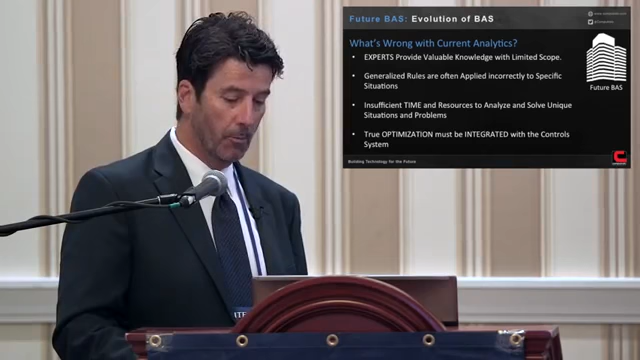 Future BAS: Evolution of BAS
What's Wrong with Current Analytics?
• EXPERTS Provide Valuable Knowledge with Limited Scope.
• Generalized Rules are often Applied incorrectly to Specific
Situations
• Insufficient TIME and Resources to Analyze and Solve Unique
Situations and Problems
• True OPTIMIZATION must be INTEGRATED with the Controls
System
Future BAS
Building Technology for the Future